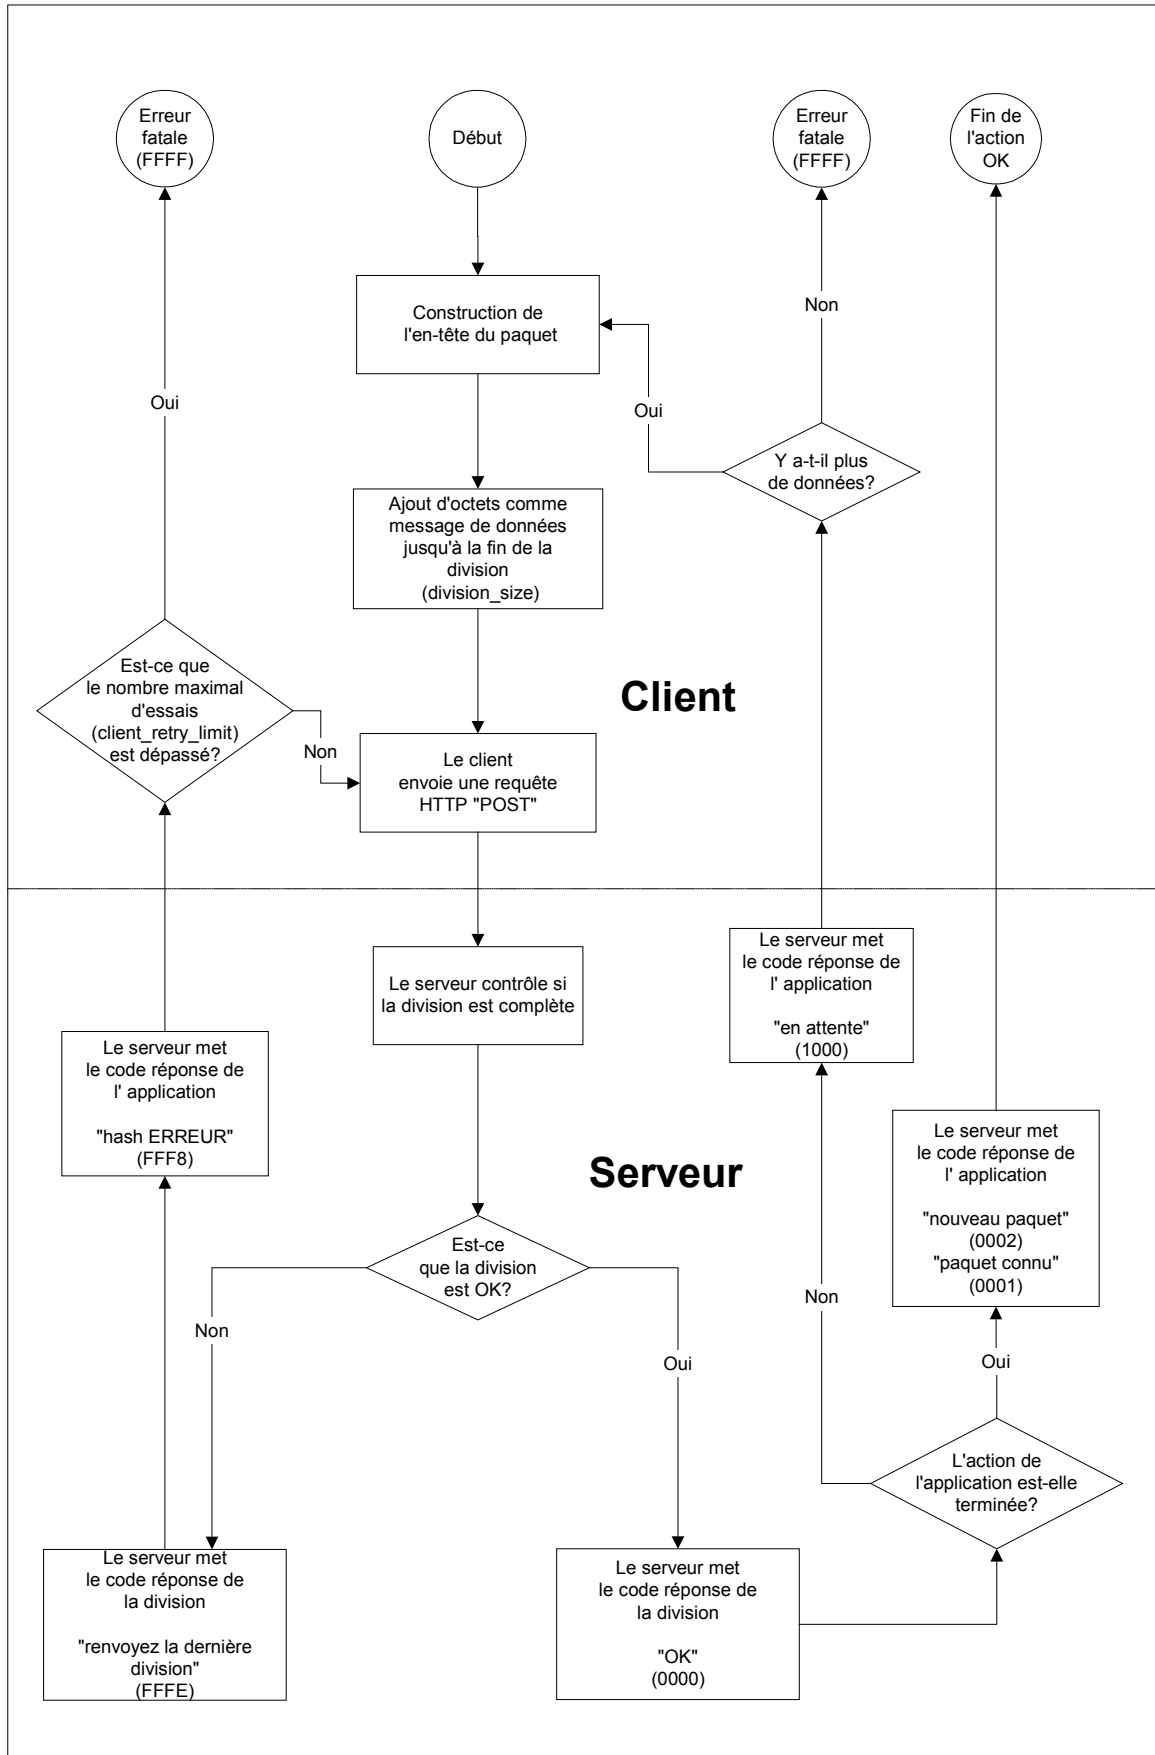 Erreur
fatale
(FFFF)
Début
Erreur
fatale
(FFFF)
Fin de
l'action
OK
Construction de
l'en-tête du paquet
Non
Oui
Oui
Y a-t-il plus
de données?
Ajout d'octets comme
message de données
jusqu'à la fin de la
division
(division_size)
Est-ce que
le nombre maximal
d'essais
(client_retry_limit)
est dépassé?
Non
Client
Le client
envoie une requête
HTTP "POST"
Le serveur met
le code réponse de
l' application
"en attente"
(1000)
Le serveur contrôle si
la division est complète
Le serveur met
le code réponse de
l' application
"hash ERREUR"
(FFF8)
Serveur
Le serveur met
le code réponse de
l' application
"nouveau paquet"
(0002)
"paquet connu"
(0001)
Est-ce
que la division
est OK?
Non
Non
Oui
Oui
L'action de
l'application est-elle
terminée?
Le serveur met
le code réponse de
la division
"renvoyez la dernière
division"
(FFFE)
Le serveur met
le code réponse de
la division
"OK"
(0000)